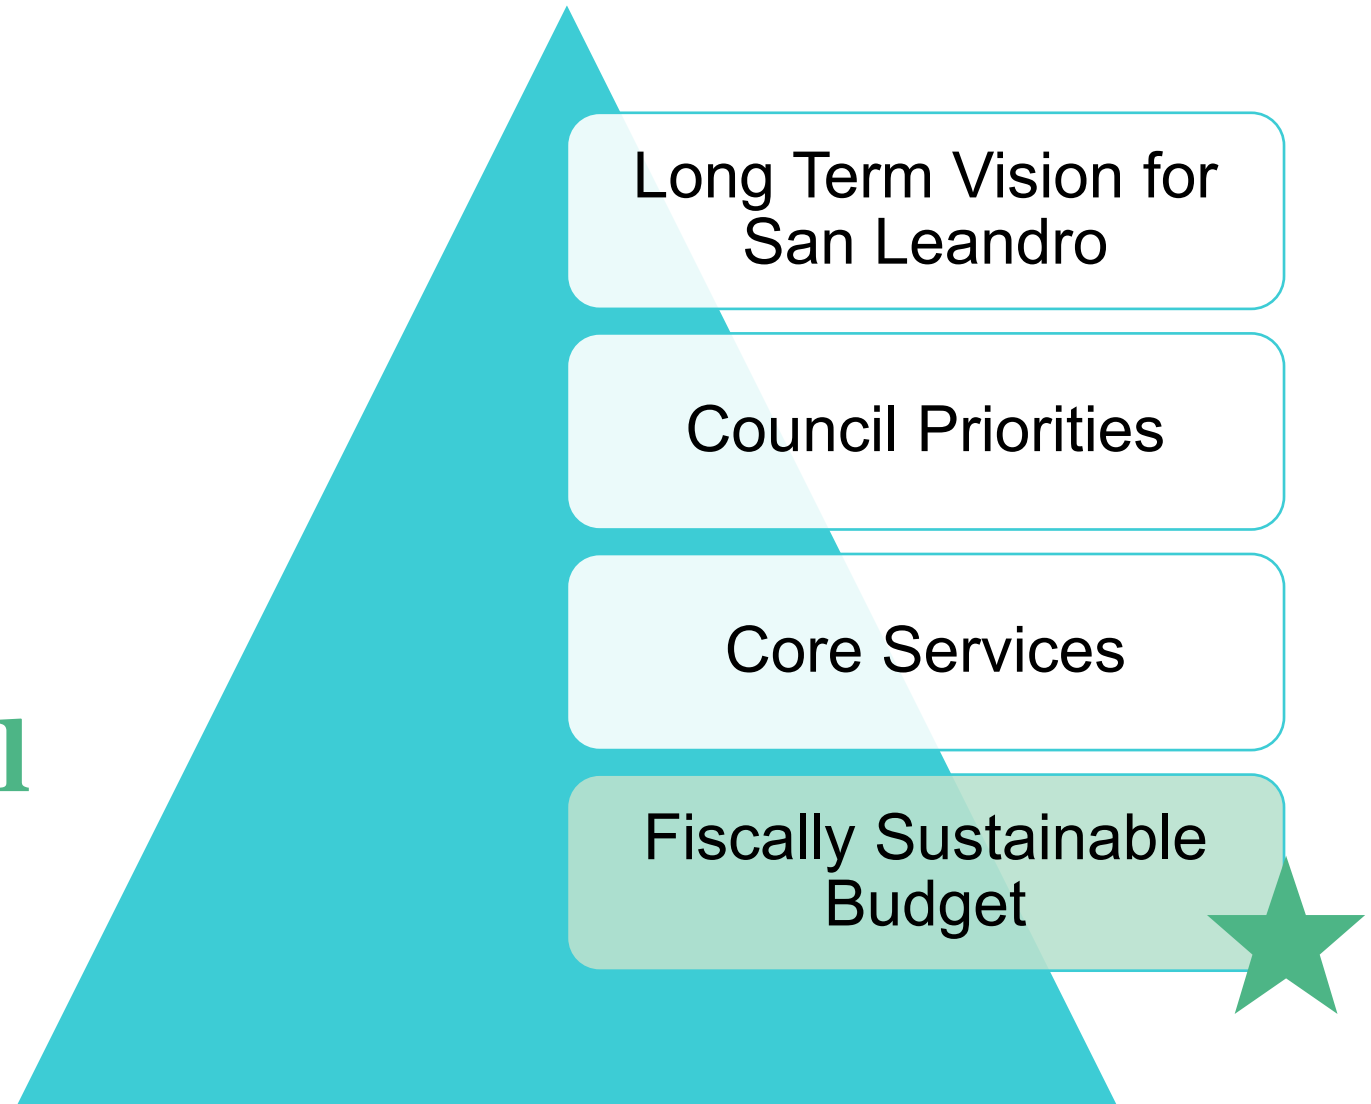 Long Term Vision for
San Leandro
Council Priorities
Core Services
Fiscally Sustainable
Budget